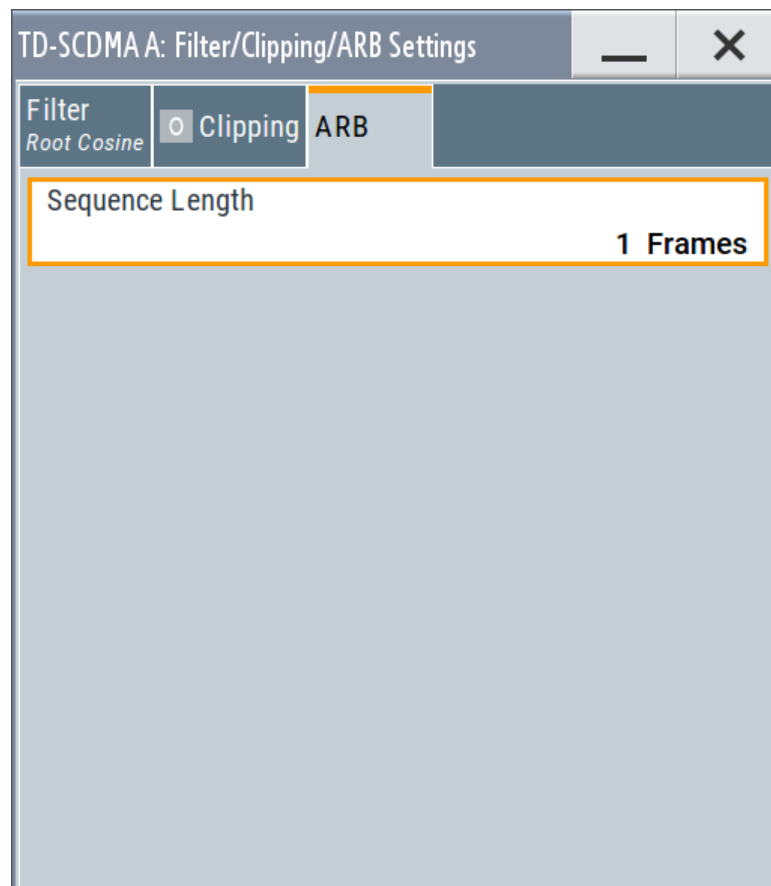 TD-SCDMA A: Filter/Clipping/ARB Settings
Filter
Root Cosine
O Clipping
ARB
Sequence Length
1 Frames